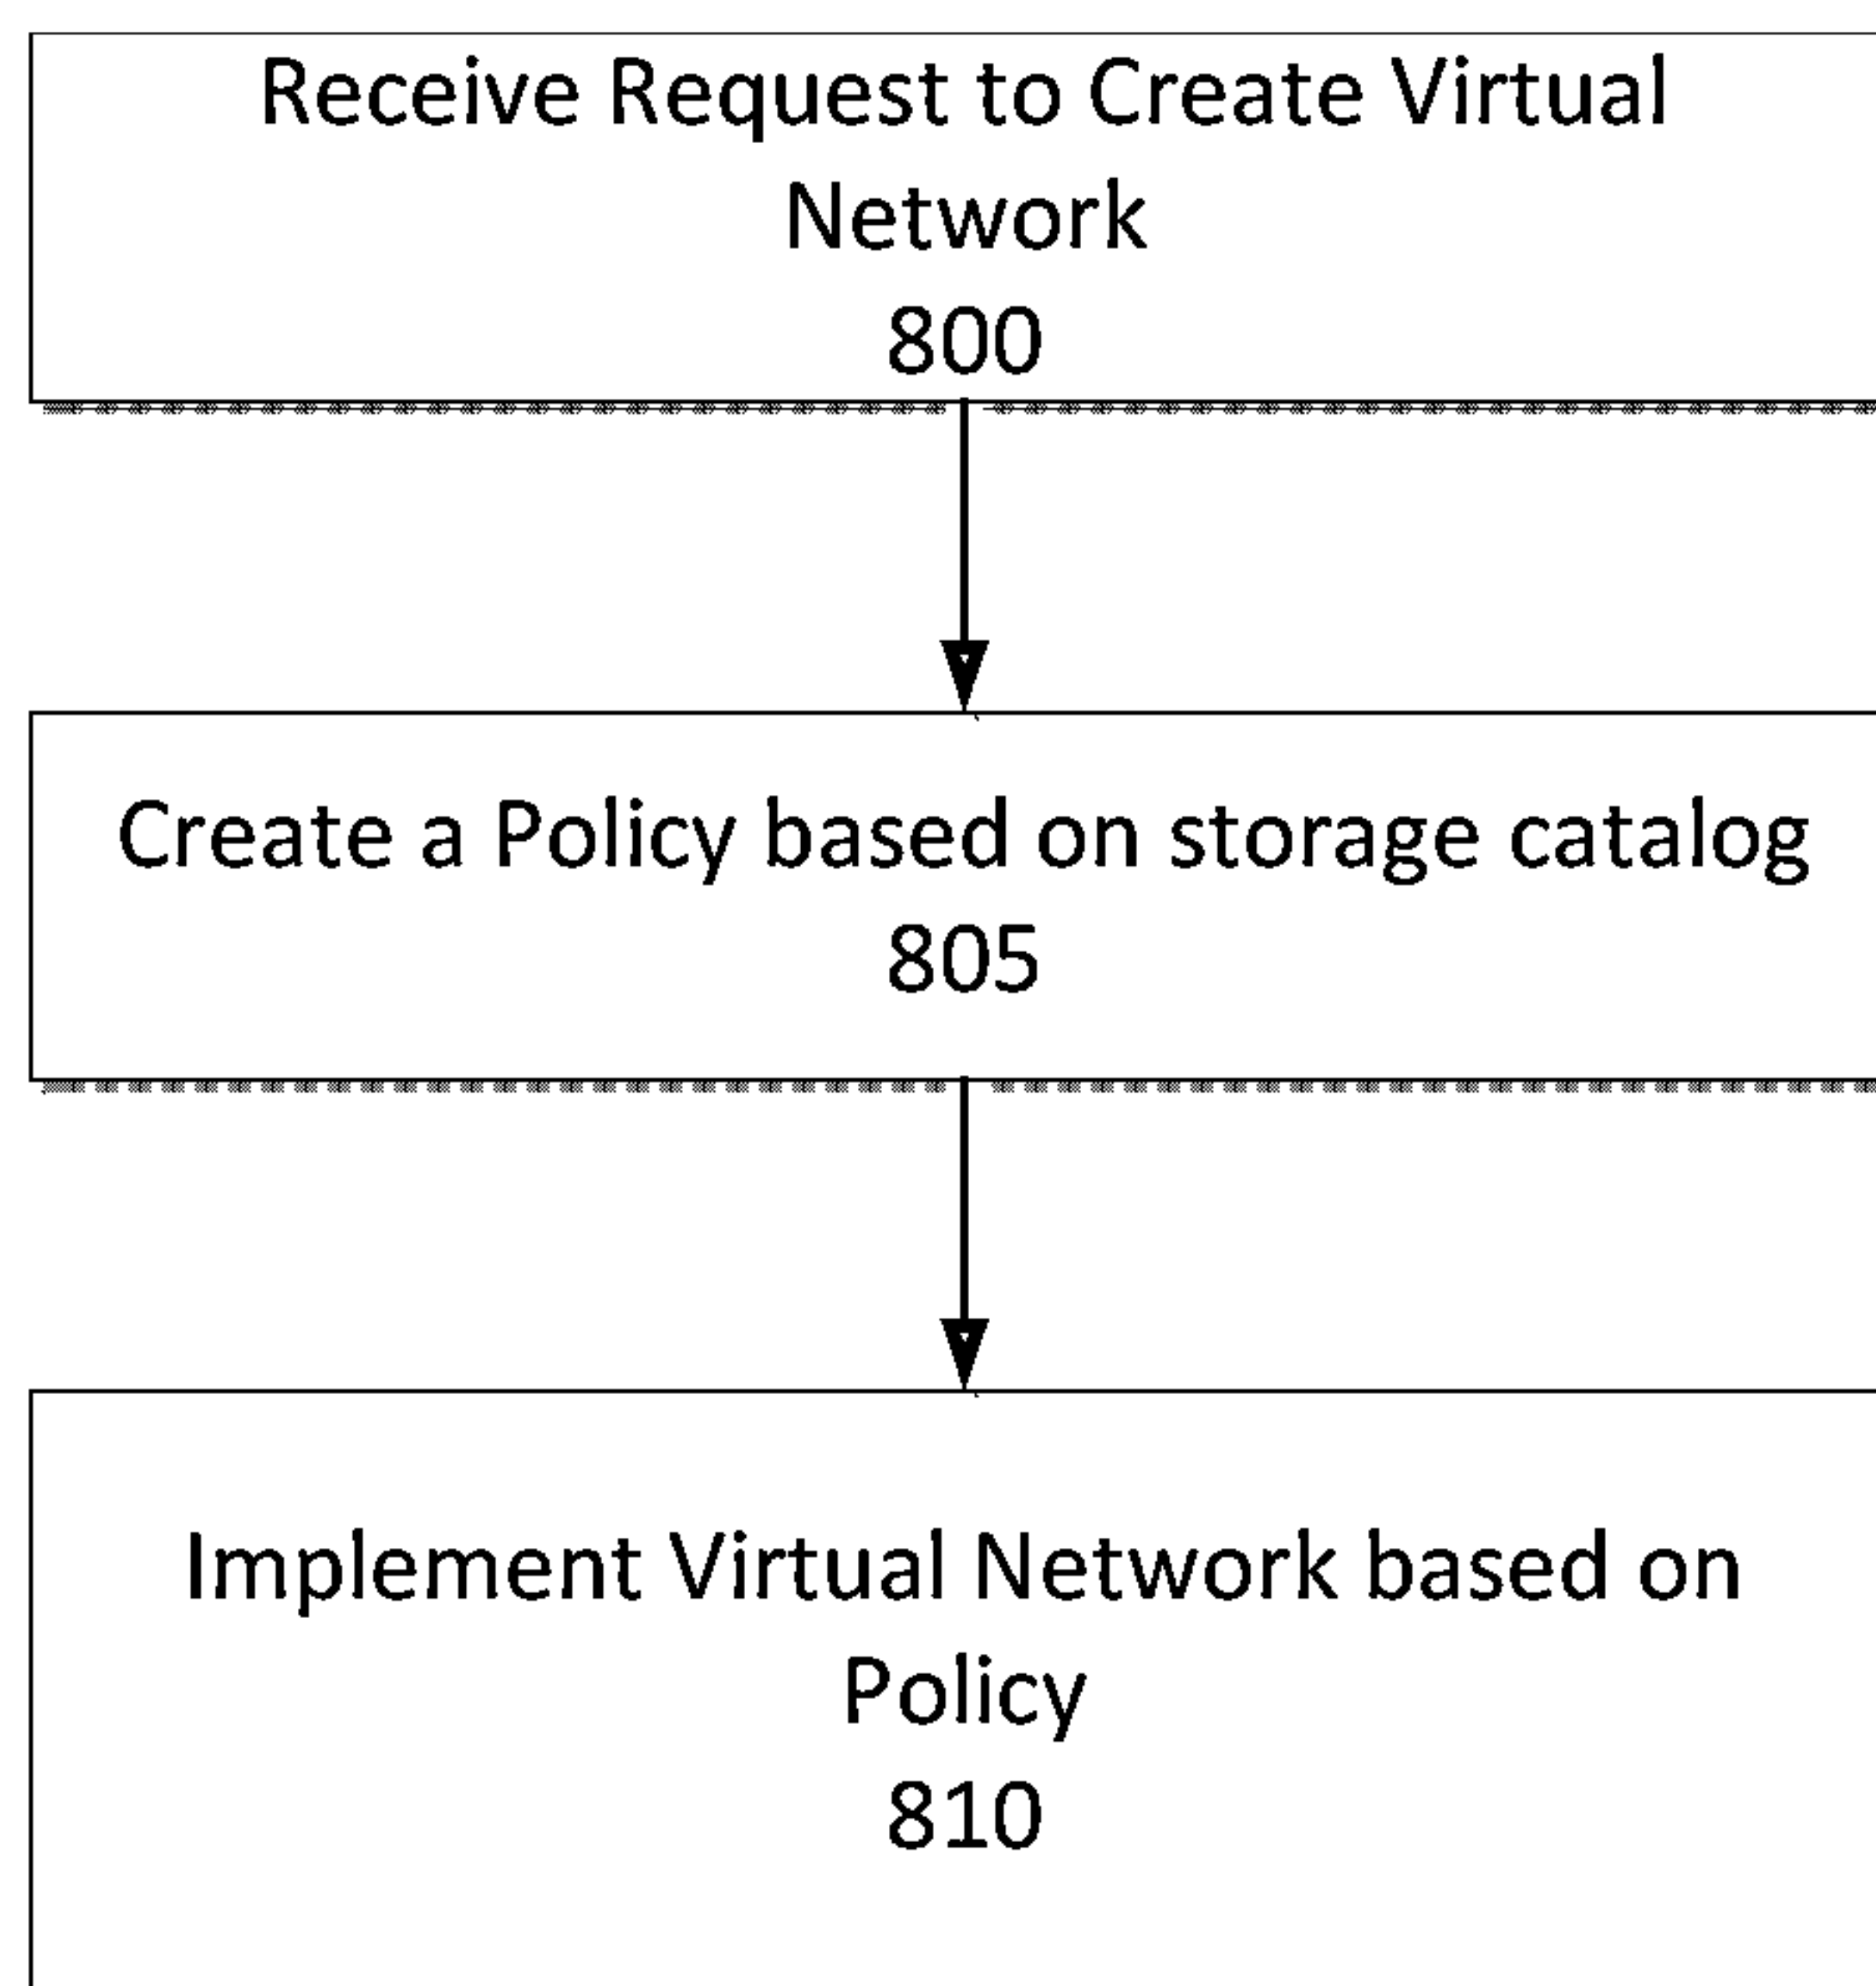 Receive Request to Create Virtual
Network
800
Create a Policy based on storage catalog
805
Implement Virtual Network based on
Policy
810